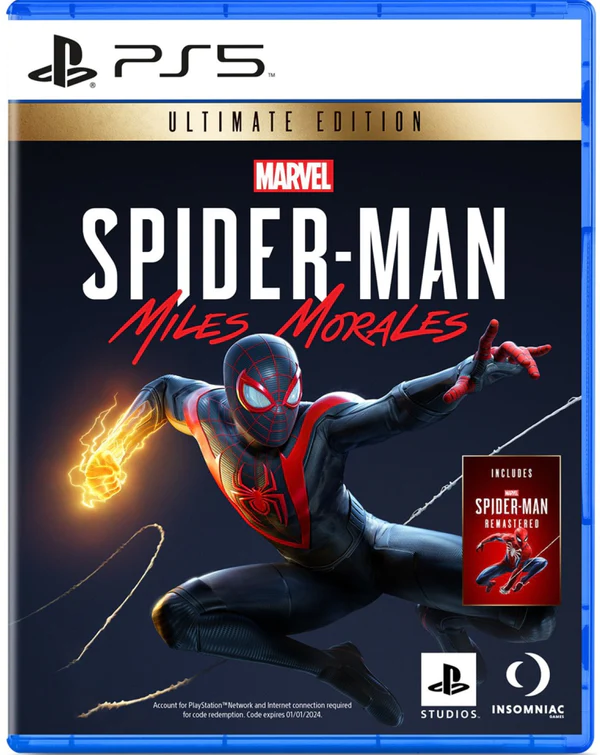 PS5
ULTIMATE EDITION
MARVEL
SPIDER-MAN
MILES MORALES
INCLUDES
MARVEL
SPIDER-MAN
REMASTERED
Account for PlayStation™Network and Internet connection required
for code redemption. Code expires 01/01/2024.
STUDIOS™
INSOMNIAC
GAMES